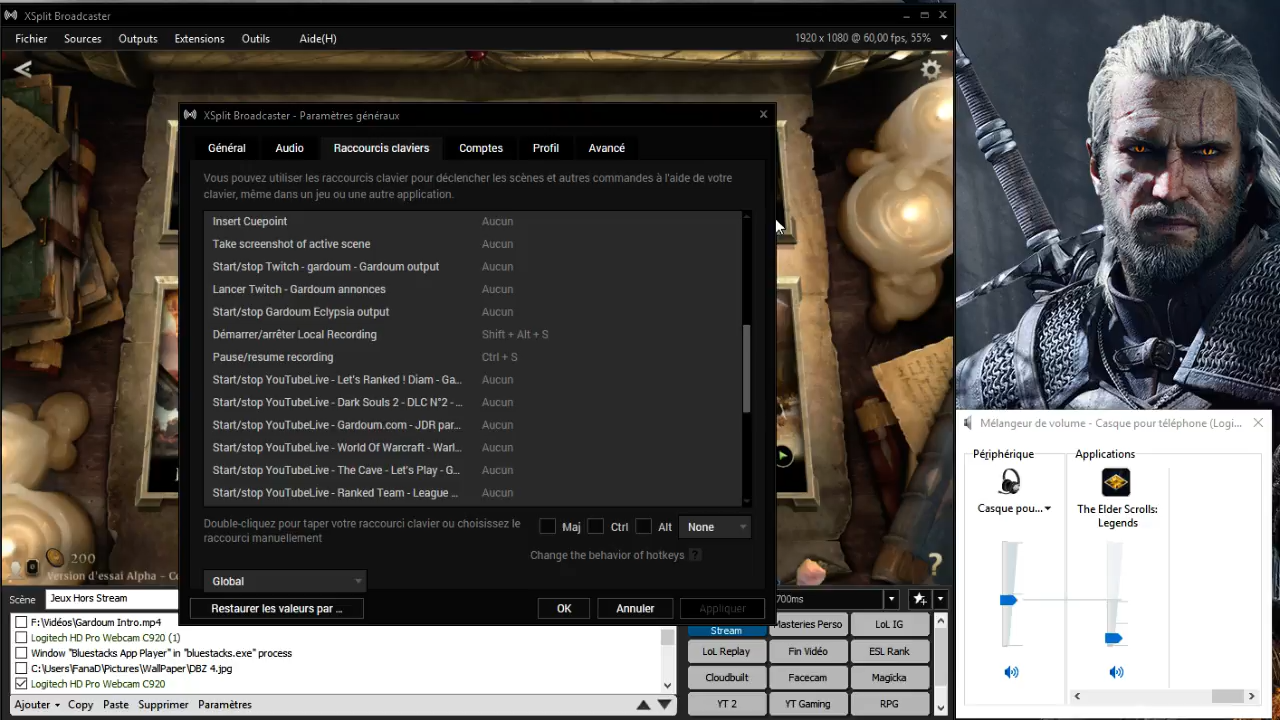 XSplit Broadcaster
Fichier Sources Outputs Extensions Outils Aide(H)
1920 x 1080 @ 60,00 fps, 55%
XSplit Broadcaster - Paramètres généraux
Général Audio Raccourcis claviers Comptes Profil Avancé
Vous pouvez utiliser les raccourcis clavier pour déclencher les scènes et autres commandes à l'aide de votre
clavier, même dans un jeu ou une autre application.
Insert Cuepoint Aucun
Take screenshot of active scene Aucun
Start/stop Twitch - gardoum - Gardoum output Aucun
Lancer Twitch - Gardoum annonces Aucun
Start/stop Gardoum Eclypsia output Aucun
Démarrer/arrêter Local Recording Shift + Alt + S
Pause/resume recording Ctrl + S
Start/stop YouTubeLive - Let's Ranked ! Diam - Ga... Aucun
Start/stop YouTubeLive - Dark Souls 2 - DLC N°2 - ... Aucun
Start/stop YouTubeLive - Gardoum.com - JDR par... Aucun
Start/stop YouTubeLive - World Of Warcraft - Warl... Aucun
Start/stop YouTubeLive - The Cave - Let's Play - G... Aucun
Start/stop YouTubeLive - Ranked Team - League ... Aucun
Double-cliquez pour taper votre raccourci clavier ou choisissez le
raccourci manuellement
Maj Ctrl Alt None
Change the behavior of hotkeys ?
Global
Restaurer les valeurs par ... OK Annuler Appliquer
200
Version d'essai Alpha - Co
?
Scène Jeux Hors Stream
700ms
F:\Vidéos\Gardoum Intro.mp4
Logitech HD Pro Webcam C920 (1)
Window "Bluestacks App Player" in "bluestacks.exe" process
C:\Users\FanaD\Pictures\WallPaper\DBZ 4.jpg
Logitech HD Pro Webcam C920
Ajouter Copy Paste Supprimer Paramètres
Stream Masteries Perso LoL IG
LoL Replay Fin Vidéo ESL Rank
Cloudbuilt Facecam Magicka
YT 2 YT Gaming RPG
Mélangeur de volume - Casque pour téléphone (Logi...
Périphérique
Casque pou...
Applications
The Elder Scrolls:
Legends